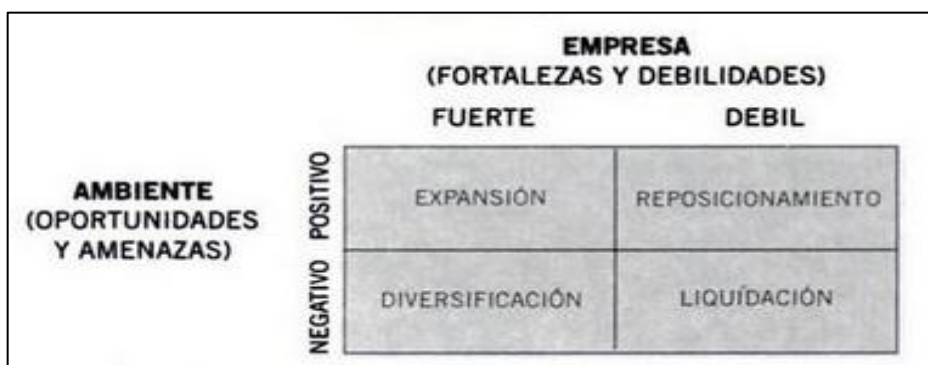 EMPRESA
(FORTALEZAS Y DEBILIDADES)
FUERTE DEBIL
AMBIENTE
(OPORTUNIDADES
Y AMENAZAS)
POSITIVO
EXPANSIÓN REPOSICIONAMIENTO
NEGATIVO
DIVERSIFICACIÓN LIQUÍDACIÓN